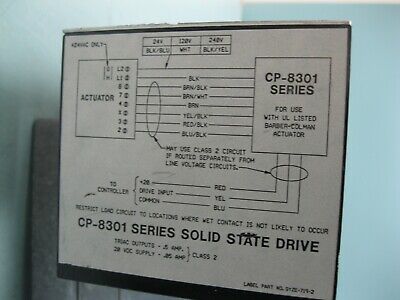 24V 120V 240V
BLK/BLU WHT BLK/YEL
24VAC ONLY
G L2
H L1
8
7
4
5
3
2
ACTUATOR
BLK
BRN/BLK
BRN/WHT
BRN
YEL/BLK
RED/BLK
BLU/BLK
CP-8301
SERIES
FOR USE
WITH UL LISTED
BARBER-COLMAN
ACTUATOR
MAY USE CLASS 2 CIRCUIT
IF ROUTED SEPARATELY FROM
LINE VOLTAGE CIRCUITS.
TO
CONTROLLER
+20
DRIVE INPUT
COMMON
RED
YEL
BLU
RESTRICT LOAD CIRCUIT TO LOCATIONS WHERE WET CONTACT IS NOT LIKELY TO OCCUR
CP-8301 SERIES SOLID STATE DRIVE
TRIAC OUTPUTS - .5 AMP.
20 VDC SUPPLY - .05 AMP.
CLASS 2
LABEL PART NO.